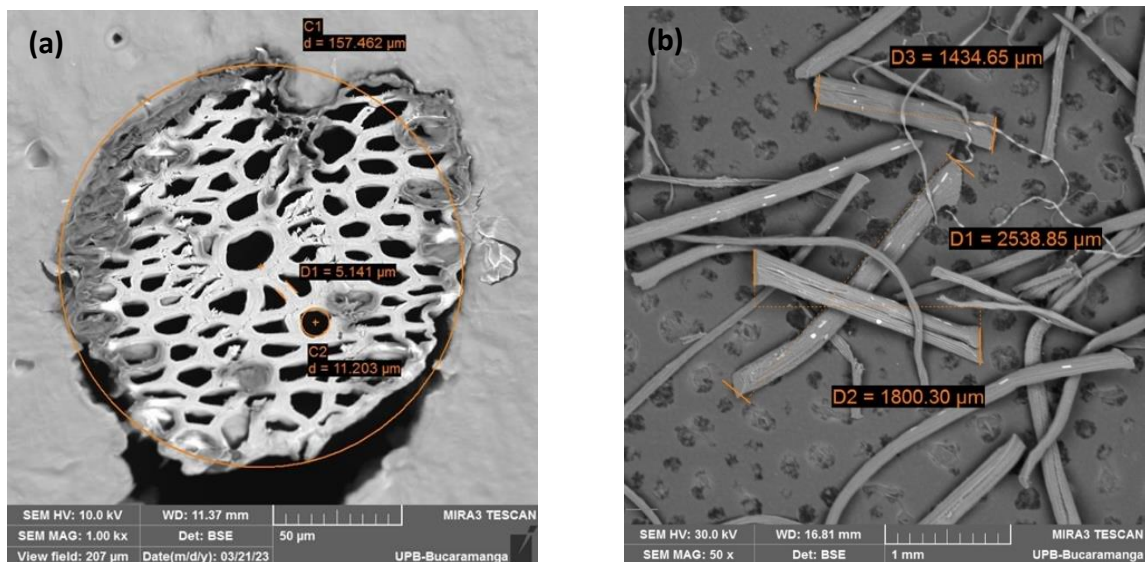 (a)
C1
d = 157.462 µm
D1 = 5.141 µm
C2
d = 11.203 µm
SEM HV: 10.0 kV
WD: 11.37 mm
MIRA3 TESCAN
SEM MAG: 1.00 kx
Det: BSE
50 µm
View field: 207 µm
Date(m/d/y): 03/21/23
UPB-Bucaramanga
(b)
D3 = 1434.65 µm
D1 = 2538.85 µm
D2 = 1800.30 µm
SEM HV: 30.0 kV
WD: 16.81 mm
MIRA3 TESCAN
SEM MAG: 50 x
Det: BSE
1 mm
UPB-Bucaramanga